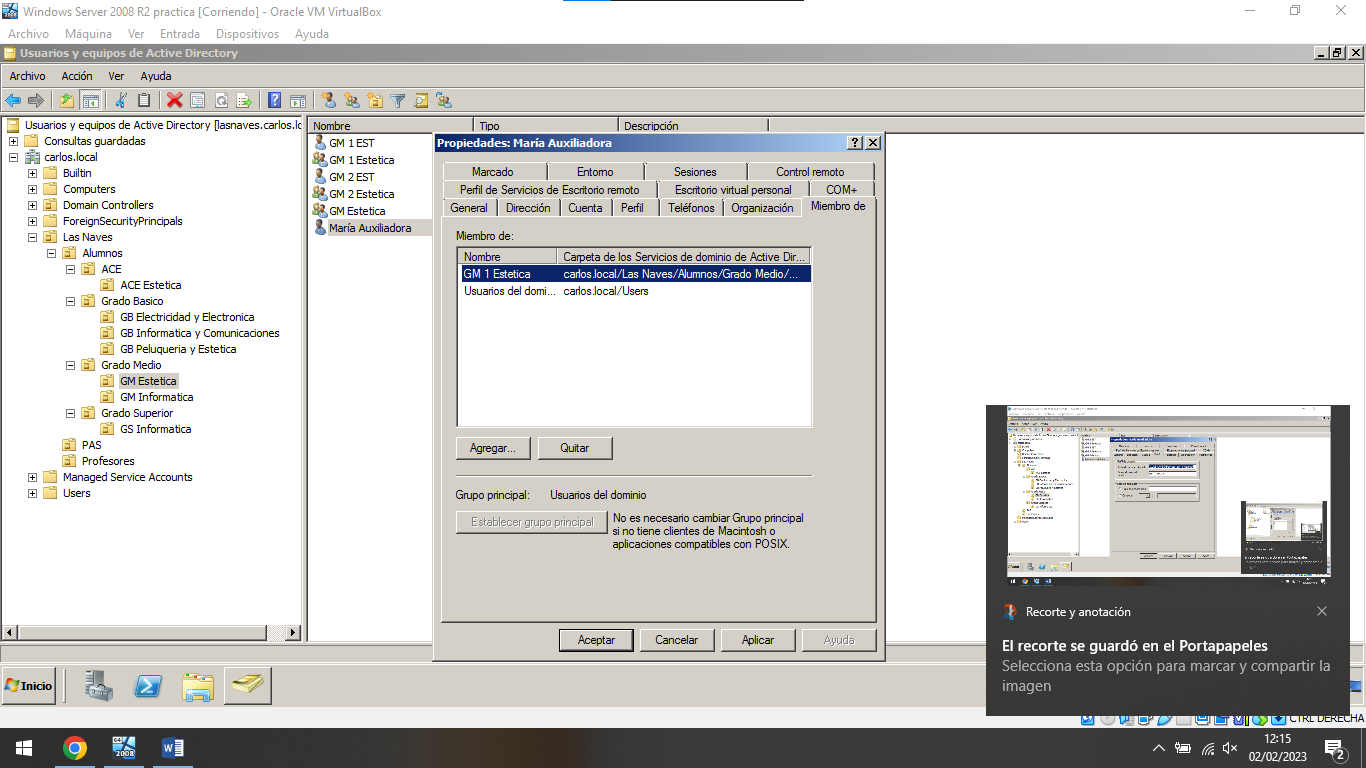 Windows Server 2008 R2 practica [Corriendo] - Oracle VM VirtualBox
Archivo Máquina Ver Entrada Dispositivos Ayuda
Usuarios y equipos de Active Directory
Archivo Acción Ver Ayuda
Usuarios y equipos de Active Directory [lasnaves.carlos.lo
Consultas guardadas
carlos.local
Builtin
Computers
Domain Controllers
ForeignSecurityPrincipals
Las Naves
Alumnos
ACE
ACE Estetica
Grado Basico
GB Electricidad y Electronica
GB Informatica y Comunicaciones
GB Peluqueria y Estetica
Grado Medio
GM Estetica
GM Informatica
Grado Superior
GS Informatica
PAS
Profesores
Managed Service Accounts
Users
Nombre Tipo Descripción
GM 1 EST
GM 1 Estetica
GM 2 EST
GM 2 Estetica
GM Estetica
María Auxiliadora
Propiedades: María Auxiliadora
Marcado Entorno Sesiones Control remoto
Perfil de Servicios de Escritorio remoto Escritorio virtual personal COM+
General Dirección Cuenta Perfil Teléfonos Organización Miembro de
Miembro de:
Nombre Carpeta de los Servicios de dominio de Active Dir...
GM 1 Estetica carlos.local/Las Naves/Alumnos/Grado Medio/...
Usuarios del domi... carlos.local/Users
Agregar... Quitar
Grupo principal: Usuarios del dominio
Establecer grupo principal
No es necesario cambiar Grupo principal
si no tiene clientes de Macintosh o
aplicaciones compatibles con POSIX.
Aceptar Cancelar Aplicar Ayuda
Recorte y anotación
El recorte se guardó en el Portapapeles
Selecciona esta opción para marcar y compartir la
imagen
Inicio
CTRL DERECHA
2008
12:15
02/02/2023
2